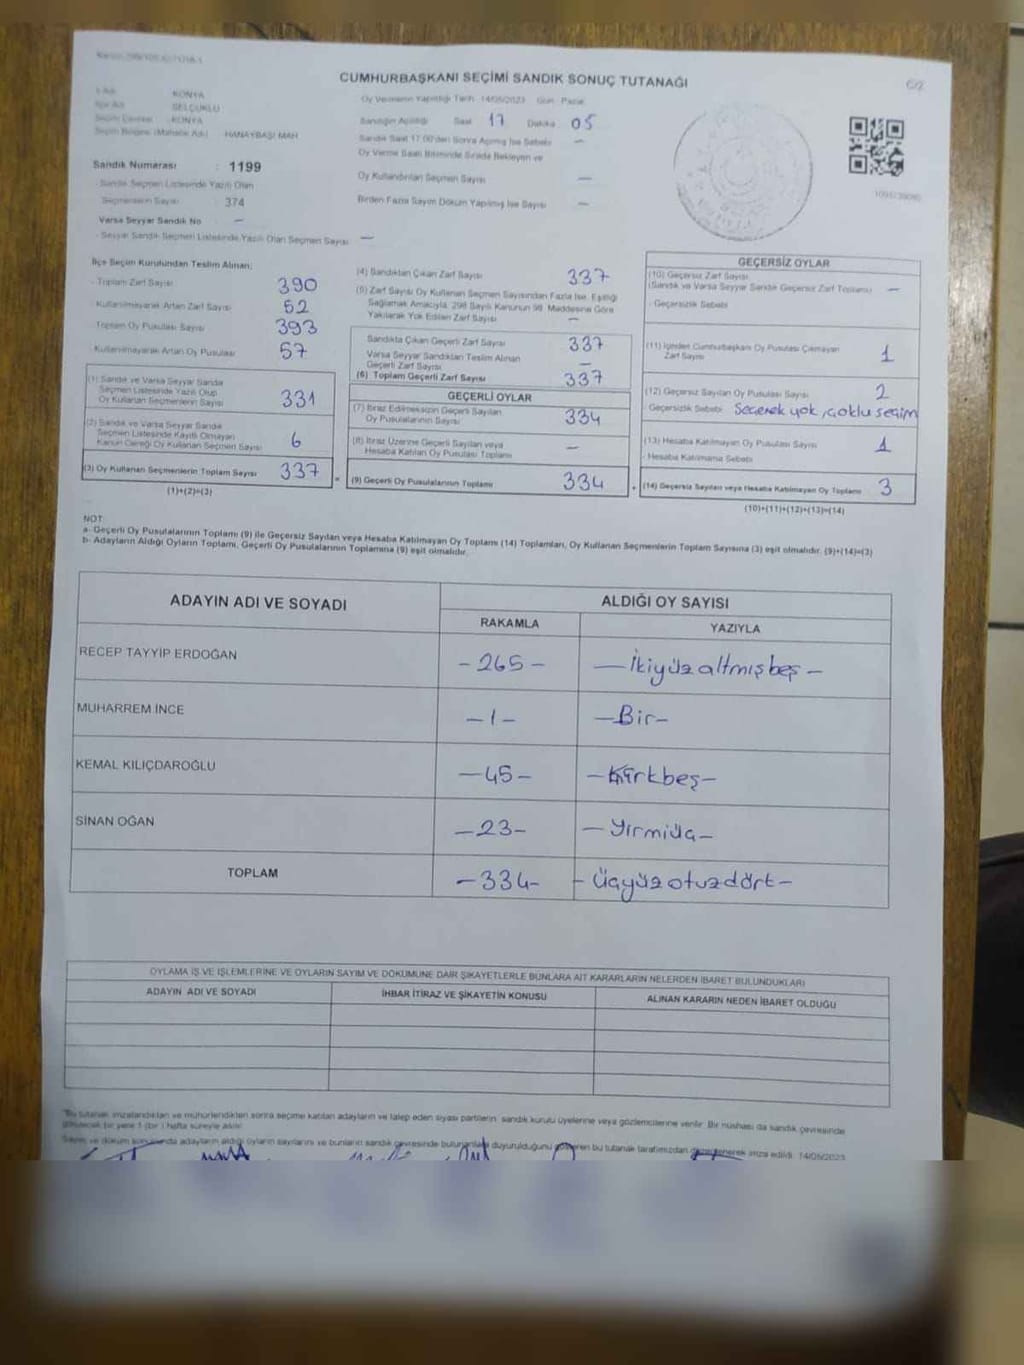 CUMHURBAŞKANI SEÇİMİ SANDIK SONUÇ TUTANAĞI
C/2
KONYA
SELÇUKLU
Seçim Çevresi : KONYA
Seçim Bölgesi (Mahalle Adı) : HANAYBAŞI MAH
Sandık Numarası : 1199
Sandık Seçmen Listesinde Yazılı Olan
Seçmenlerin Sayısı : 374
Varsa Seyyar Sandık No : —
- Seyyar Sandık Seçmen Listesinde Yazılı Olan Seçmen Sayısı —
Oy Vermenin Yapıldığı Tarih 14/05/2023 Gün Pazar
Sandığın Açıldığı Saat 17 Dakika 05
Sandık Saat 17.00'den Sonra Açılmış İse Sebebi —
Oy Verme Saati Bitiminde Sırada Bekleyen ve
Oy Kullandırılan Seçmen Sayısı —
Birden Fazla Sayım Döküm Yapılmış İse Sayısı —
İlçe Seçim Kurulundan Teslim Alınan:
- Toplam Zarf Sayısı 390
- Kullanılmayarak Artan Zarf Sayısı 52
Toplam Oy Pusulası Sayısı 393
- Kullanılmayarak Artan Oy Pusulası 57
(1) Sandık ve Varsa Seyyar Sandık
Seçmen Listesinde Yazılı Olup
Oy Kullanan Seçmenlerin Sayısı 331
(2) Sandık ve Varsa Seyyar Sandık
Seçmen Listesinde Kayıtlı Olmayan
Kanun Gereği Oy Kullanan Seçmen Sayısı 6
(3) Oy Kullanan Seçmenlerin Toplam Sayısı 337
(1)+(2)=(3)
(4) Sandıktan Çıkan Zarf Sayısı 337
(5) Zarf Sayısı Oy Kullanan Seçmen Sayısından Fazla İse, Eşitliği
Sağlamak Amacıyla, 298 Sayılı Kanunun 98. Maddesine Göre
Yakılarak Yok Edilen Zarf Sayısı —
Sandıkta Çıkan Geçerli Zarf Sayısı 337
Varsa Seyyar Sandıktan Teslim Alınan
Geçerli Zarf Sayısı —
(6) Toplam Geçerli Zarf Sayısı 337
GEÇERLİ OYLAR
(7) İtiraz Edilmeksizin Geçerli Sayılan
Oy Pusulalarının Sayısı 334
(8) İtiraz Üzerine Geçerli Sayılan veya
Hesaba Katılan Oy Pusulası Toplamı —
(9) Geçerli Oy Pusulalarının Toplamı 334
GEÇERSİZ OYLAR
(10) Geçersiz Zarf Sayısı
(Sandık ve Varsa Seyyar Sandık Geçersiz Zarf Toplamı) —
- Geçersizlik Sebebi
(11) İçinden Cumhurbaşkanı Oy Pusulası Çıkmayan
Zarf Sayısı 1
(12) Geçersiz Sayılan Oy Pusulası Sayısı 2
- Geçersizlik Sebebi Seçerek yok, çoklu seçim
(13) Hesaba Katılmayan Oy Pusulası Sayısı 1
- Hesaba Katılmama Sebebi
(14) Geçersiz Sayılan veya Hesaba Katılmayan Oy Toplamı 3
(10)+(11)+(12)+(13)=(14)
NOT:
a- Geçerli Oy Pusulalarının Toplamı (9) ile Geçersiz Sayılan veya Hesaba Katılmayan Oy Toplamı (14) Toplamları, Oy Kullanan Seçmenlerin Toplam Sayısına (3) eşit olmalıdır. (9)+(14)=(3)
b- Adayların Aldığı Oyların Toplamı, Geçerli Oy Pusulalarının Toplamına (9) eşit olmalıdır.
ADAYIN ADI VE SOYADI
ALDIĞI OY SAYISI
RAKAMLA YAZIYLA
RECEP TAYYİP ERDOĞAN -265- -İkiyüzaltmışbeş-
MUHARREM İNCE -1- -Bir-
KEMAL KILIÇDAROĞLU -45- -Kırkbeş-
SİNAN OĞAN -23- -Yirmiüç-
TOPLAM -334- -Üçyüzotuzdört-
OYLAMA İŞ VE İŞLEMLERİNE VE OYLARIN SAYIM VE DÖKÜMÜNE DAİR ŞİKAYETLERLE BUNLARA AİT KARARLARIN NELERDEN İBARET BULUNDUKLARI
ADAYIN ADI VE SOYADI İHBAR İTİRAZ VE ŞİKAYETİN KONUSU ALINAN KARARIN NEDEN İBARET OLDUĞU
*Bu tutanak imzalandıktan ve mühürlendikten sonra seçime katılan adayların ve talep eden siyasi partilerin sandık kurulu üyelerine veya gözlemcilerine verilir. Bir nüshası da sandık çevresinde
bir yere 1 (bir) hafta süreyle asılır.
Sayım ve döküm sonucunda adayların aldığı oyların sayılarını ve bunların sandık çevresinde bulunanlara duyurulduğunu gösteren bu tutanak tarafımızdan düzenlenerek imza edildi. 14/05/2023